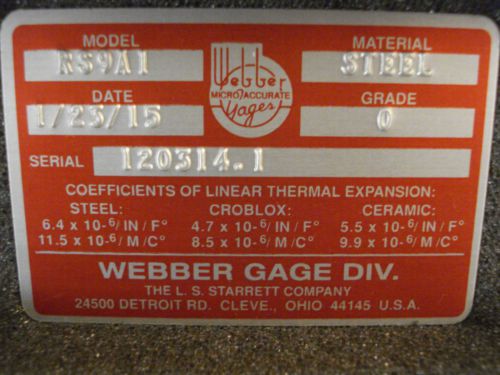 MODEL
RS9A1
Webber
MICRO ACCURATE
Gages
MATERIAL
STEEL
DATE
1/23/15
GRADE
0
SERIAL 120314.1
COEFFICIENTS OF LINEAR THERMAL EXPANSION:
STEEL: CROBLOX: CERAMIC:
6.4 x 10-6/ IN / F° 4.7 x 10-6/ IN / F° 5.5 x 10-6/ IN / F°
11.5 x 10-6/ M / C° 8.5 x 10-6/ M / C° 9.9 x 10-6/ M / C°
WEBBER GAGE DIV.
THE L. S. STARRETT COMPANY
24500 DETROIT RD. CLEVE., OHIO 44145 U.S.A.